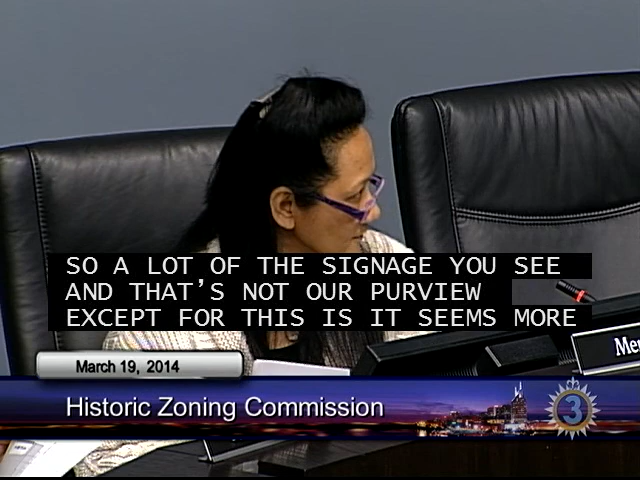 SO A LOT OF THE SIGNAGE YOU SEE
AND THAT'S NOT OUR PURVIEW
EXCEPT FOR THIS IS IT SEEMS MORE
March 19, 2014
Historic Zoning Commission
3